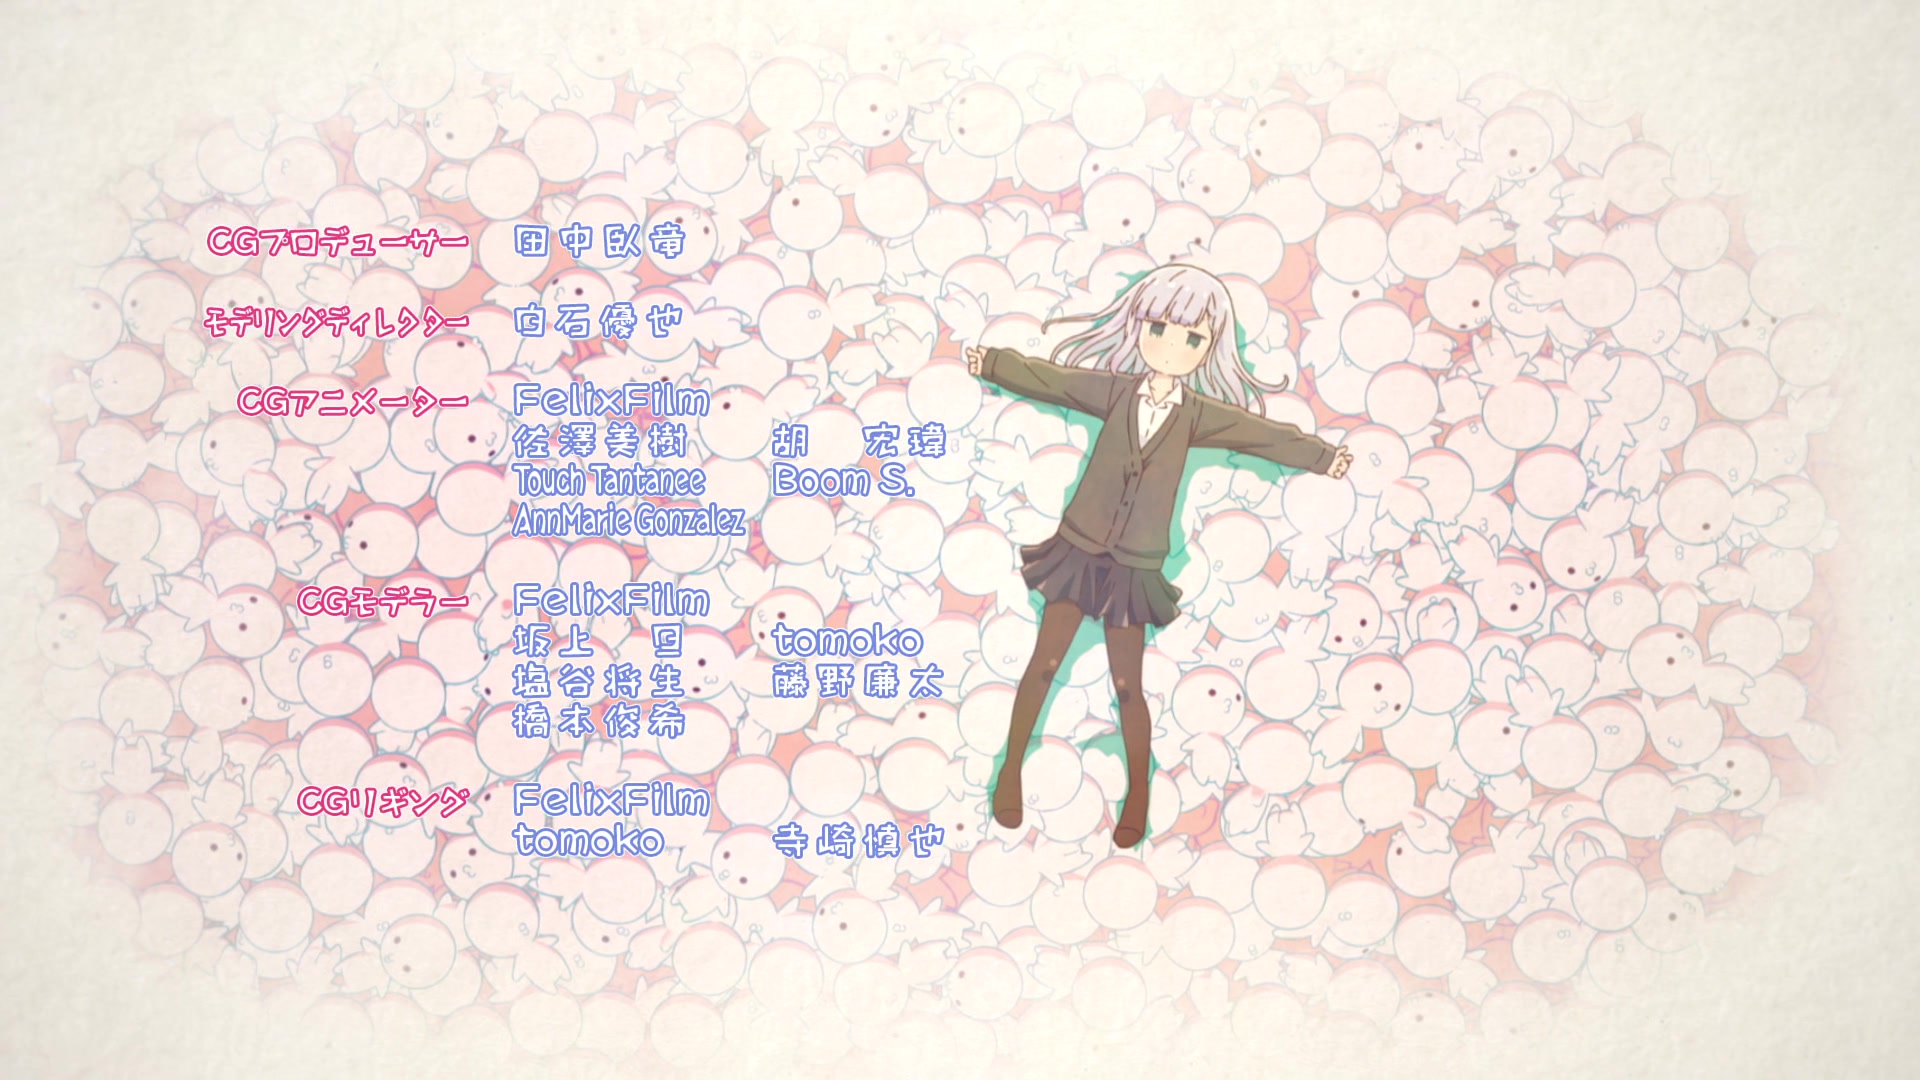 CGプロデューサー 田中臥竜
モデリングディレクター 白石優也
CGアニメーター FelixFilm
佐澤美樹 胡 宏瑋
Touch Tantanee Boom S.
AnnMarie Gonzalez
CGモデラー FelixFilm
坂上 旦 tomoko
塩谷将生 藤野廉太
橋本俊希
CGリギング FelixFilm
tomoko 寺崎慎也